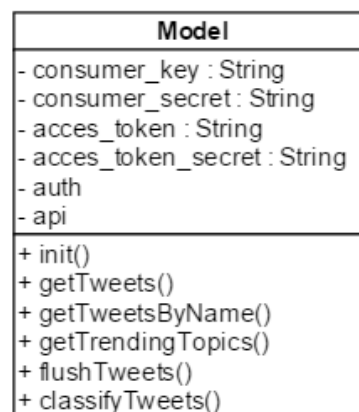 Model
- consumer_key : String
- consumer_secret : String
- acces_token : String
- acces_token_secret : String
- auth
- api
+ init()
+ getTweets()
+ getTweetsByName()
+ getTrendingTopics()
+ flushTweets()
+ classifyTweets()